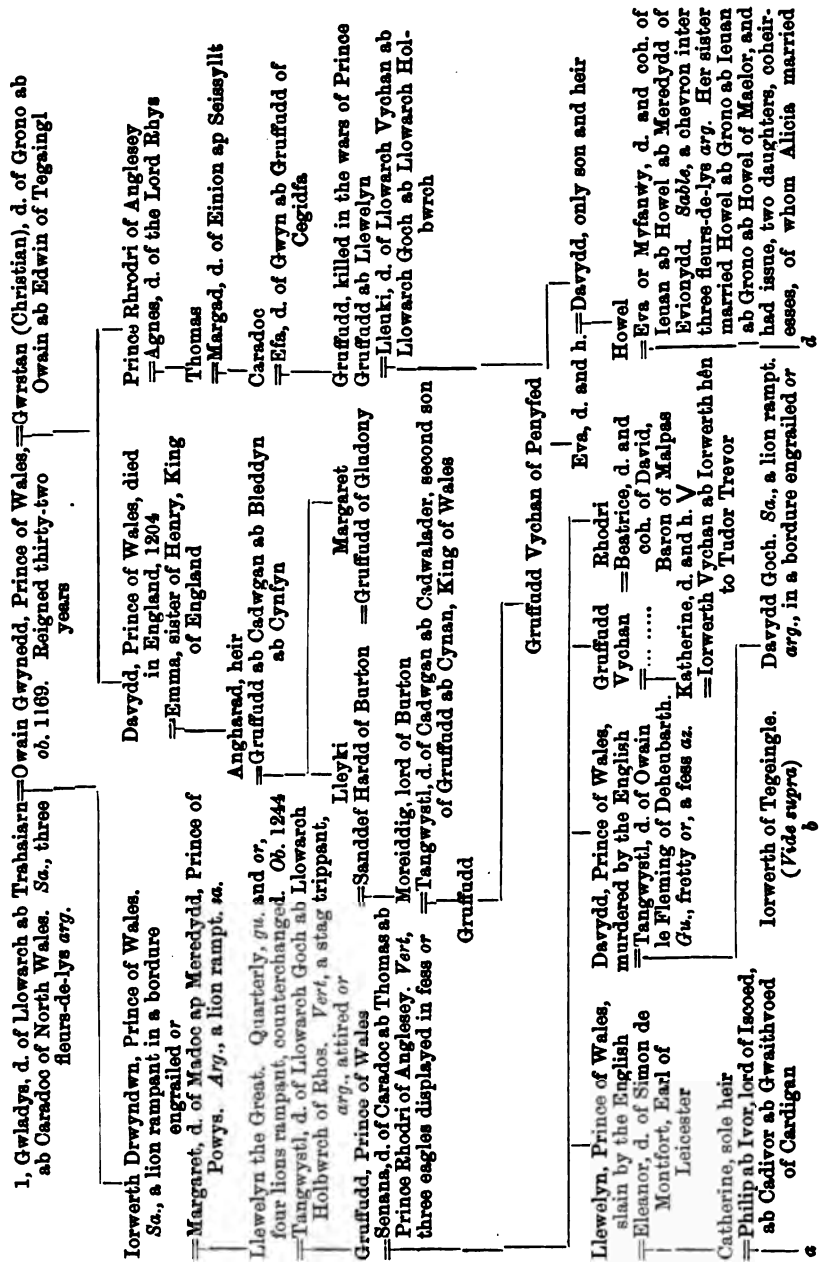 1, Gwladys, d. of Llowarch ab Trahaiarn=Owain Gwynedd, Prince of Wales,=Gwrstan (Christian), d. of Grono ab
ab Caradoc of North Wales. Sa., three
fleurs-de-lys arg.
ob. 1169. Reigned thirty-two
years
Owain ab Edwin of Tegaingl
Iorwerth Drwyndwn, Prince of Wales.
Sa., a lion rampant in a bordure
engrailed or
=Margaret, d. of Madoc ap Meredydd, Prince of
Powys. Arg., a lion rampt. sa.
Davydd, Prince of Wales, died
in England, 1204
=Emma, sister of Henry, King
of England
Prince Rhrodri of Anglesey
=Agnes, d. of the Lord Rhys
Thomas
=Margad, d. of Einion ap Seissyllt
Caradoc
=Efa, d. of Gwyn ab Gruffudd of
Cegidfa
Angharad, heir
=Gruffudd ab Cadwgan ab Bleddyn
ab Cynfyn
Llewelyn the Great. Quarterly, gu. and or,
four lions rampant, counterchanged. Ob. 1244
=Tangwystl, d. of Llowarch Goch ab Llowarch
Holbwrch of Rhos. Vert, a stag trippant,
arg., attired or
Lleyki
=Sanddef Hardd of Burton
Margaret
=Gruffudd of Gludony
Gruffudd, killed in the wars of Prince
Gruffudd ab Llewelyn
=Lleuki, d. of Llowarch Vychan ab
Llowarch Goch ab Llowarch Hol-
bwrch
Gruffudd, Prince of Wales
=Senana, d. of Caradoc ab Thomas ab
Prince Rhodri of Anglesey. Vert,
three eagles displayed in fess or
Moreiddig, lord of Burton
=Tangwystl, d. of Cadwgan ab Cadwalader, second son
of Gruffudd ab Cynan, King of Wales
Gruffudd
Gruffudd Vychan of Penyfed
Eva, d. and h.=Davydd, only son and heir
Llewelyn, Prince of Wales,
slain by the English
=Eleanor, d. of Simon de
Montfort, Earl of
Leicester
Davydd, Prince of Wales,
murdered by the English
=Tangwystl, d. of Owain
le Fleming of Deheubarth.
Gu., fretty or, a fess az.
Gruffudd
Vychan
=... .....
Katherine, d. and h.
=Iorwerth Vychan ab Iorwerth hên
to Tudor Trevor
Rhodri
=Beatrice, d. and
coh. of David,
Baron of Malpas
V
Howel
=Eva or Myfanwy, d. and coh. of
Ieuan ab Howel ab Meredydd of
Evionydd. Sable, a chevron inter
three fleurs-de-lys arg. Her sister
married Howel ab Grono ab Ieuan
ab Grono ab Howel of Maelor, and
had issue, two daughters, coheir-
esses, of whom Alicia married
d
Catherine, sole heir
=Philip ab Ivor, lord of Iscoed,
ab Cadivor ab Gwaithvoed
of Cardigan
a
Iorwerth of Tegeingle.
(Vide supra)
b
Davydd Goch. Sa., a lion rampt.
arg., in a bordure engrailed or